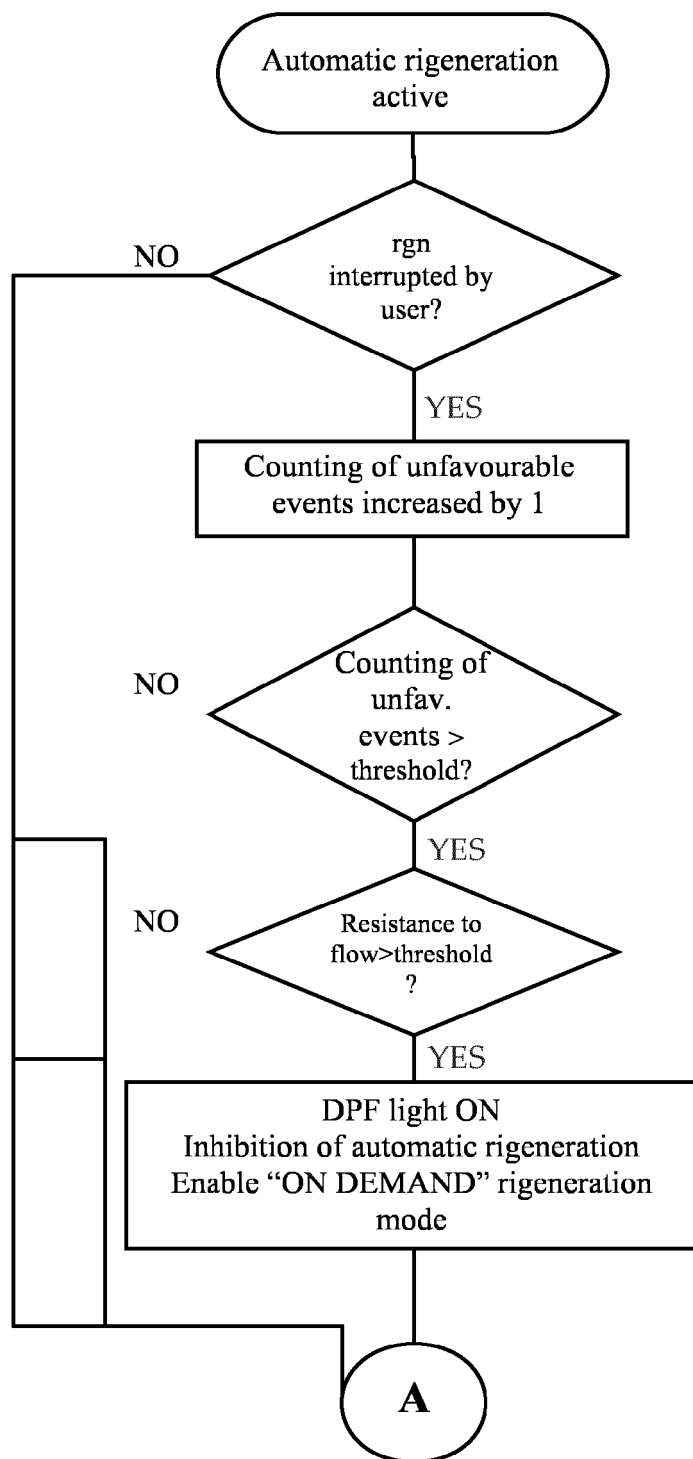 Automatic rigeneration
active
NO
rgn
interrupted by
user?
YES
Counting of unfavourable
events increased by 1
NO
Counting of
unfav.
events >
threshold?
YES
NO
Resistance to
flow>threshold
?
YES
DPF light ON
Inhibition of automatic rigeneration
Enable “ON DEMAND” rigeneration
mode
A